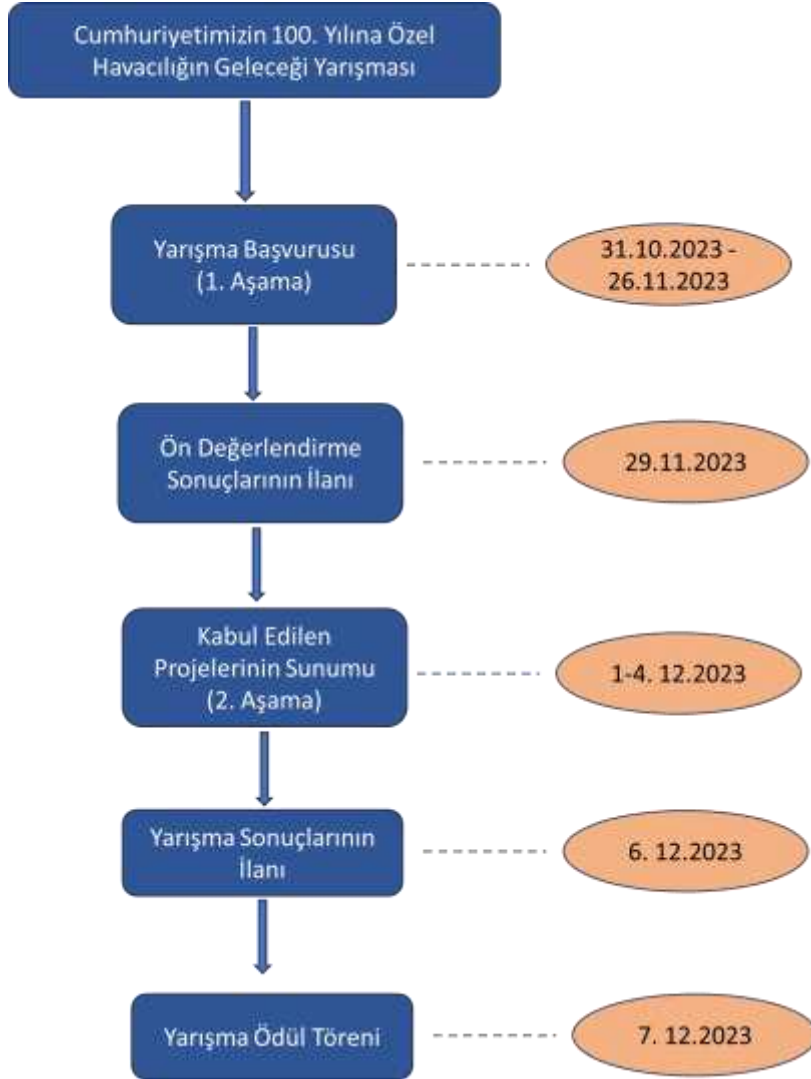 Cumhuriyetimizin 100. Yılına Özel
Havacılığın Geleceği Yarışması
Yarışma Başvurusu
(1. Aşama)
31.10.2023 -
26.11.2023
Ön Değerlendirme
Sonuçlarının İlanı
29.11.2023
Kabul Edilen
Projelerinin Sunumu
(2. Aşama)
1-4. 12.2023
Yarışma Sonuçlarının
İlanı
6. 12.2023
Yarışma Ödül Töreni
7. 12.2023